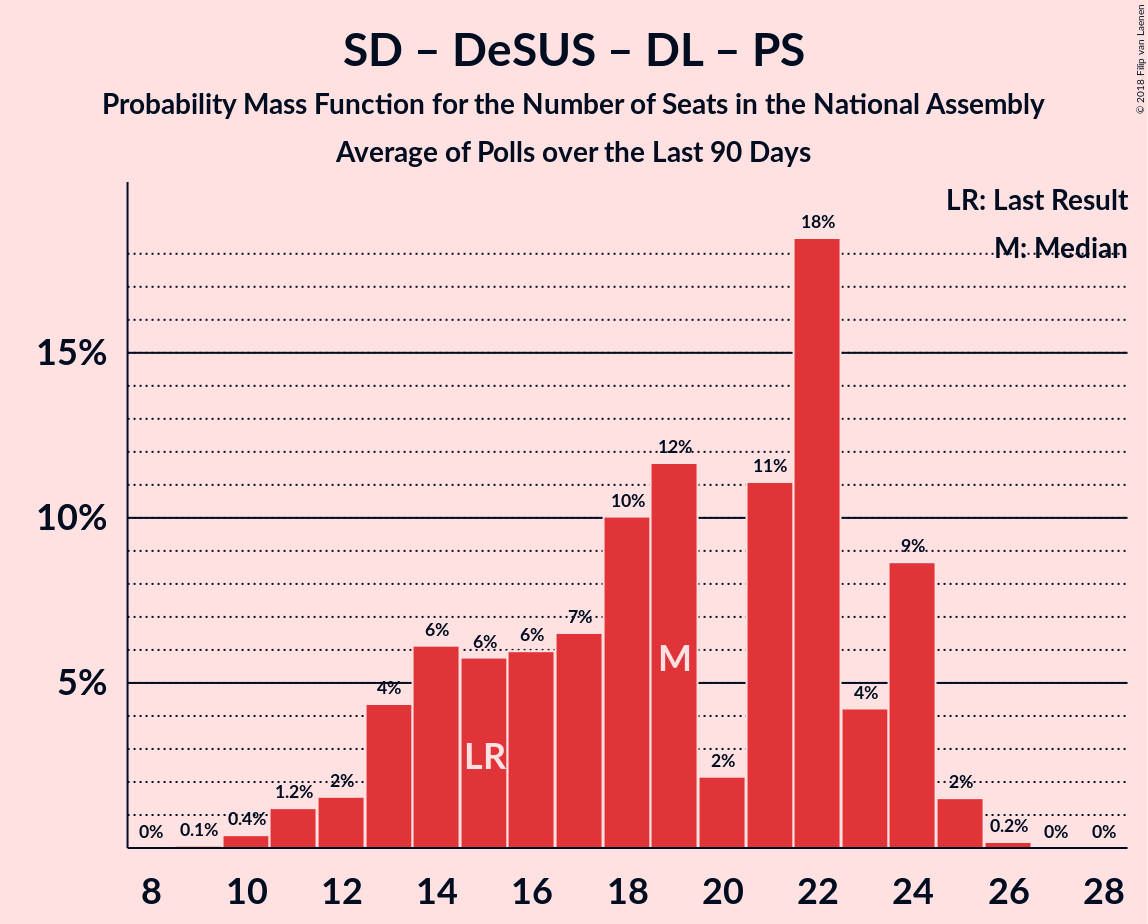 SD – DeSUS – DL – PS
Probability Mass Function for the Number of Seats in the National Assembly
Average of Polls over the Last 90 Days
© 2018 Filip van Laenen
LR: Last Result
M: Median
15%
10%
5%
0%
0.1%
0.4%
1.2%
2%
4%
6%
6%
6%
7%
10%
12%
2%
11%
18%
4%
9%
2%
0.2%
0%
0%
LR
M
8 10 12 14 16 18 20 22 24 26 28